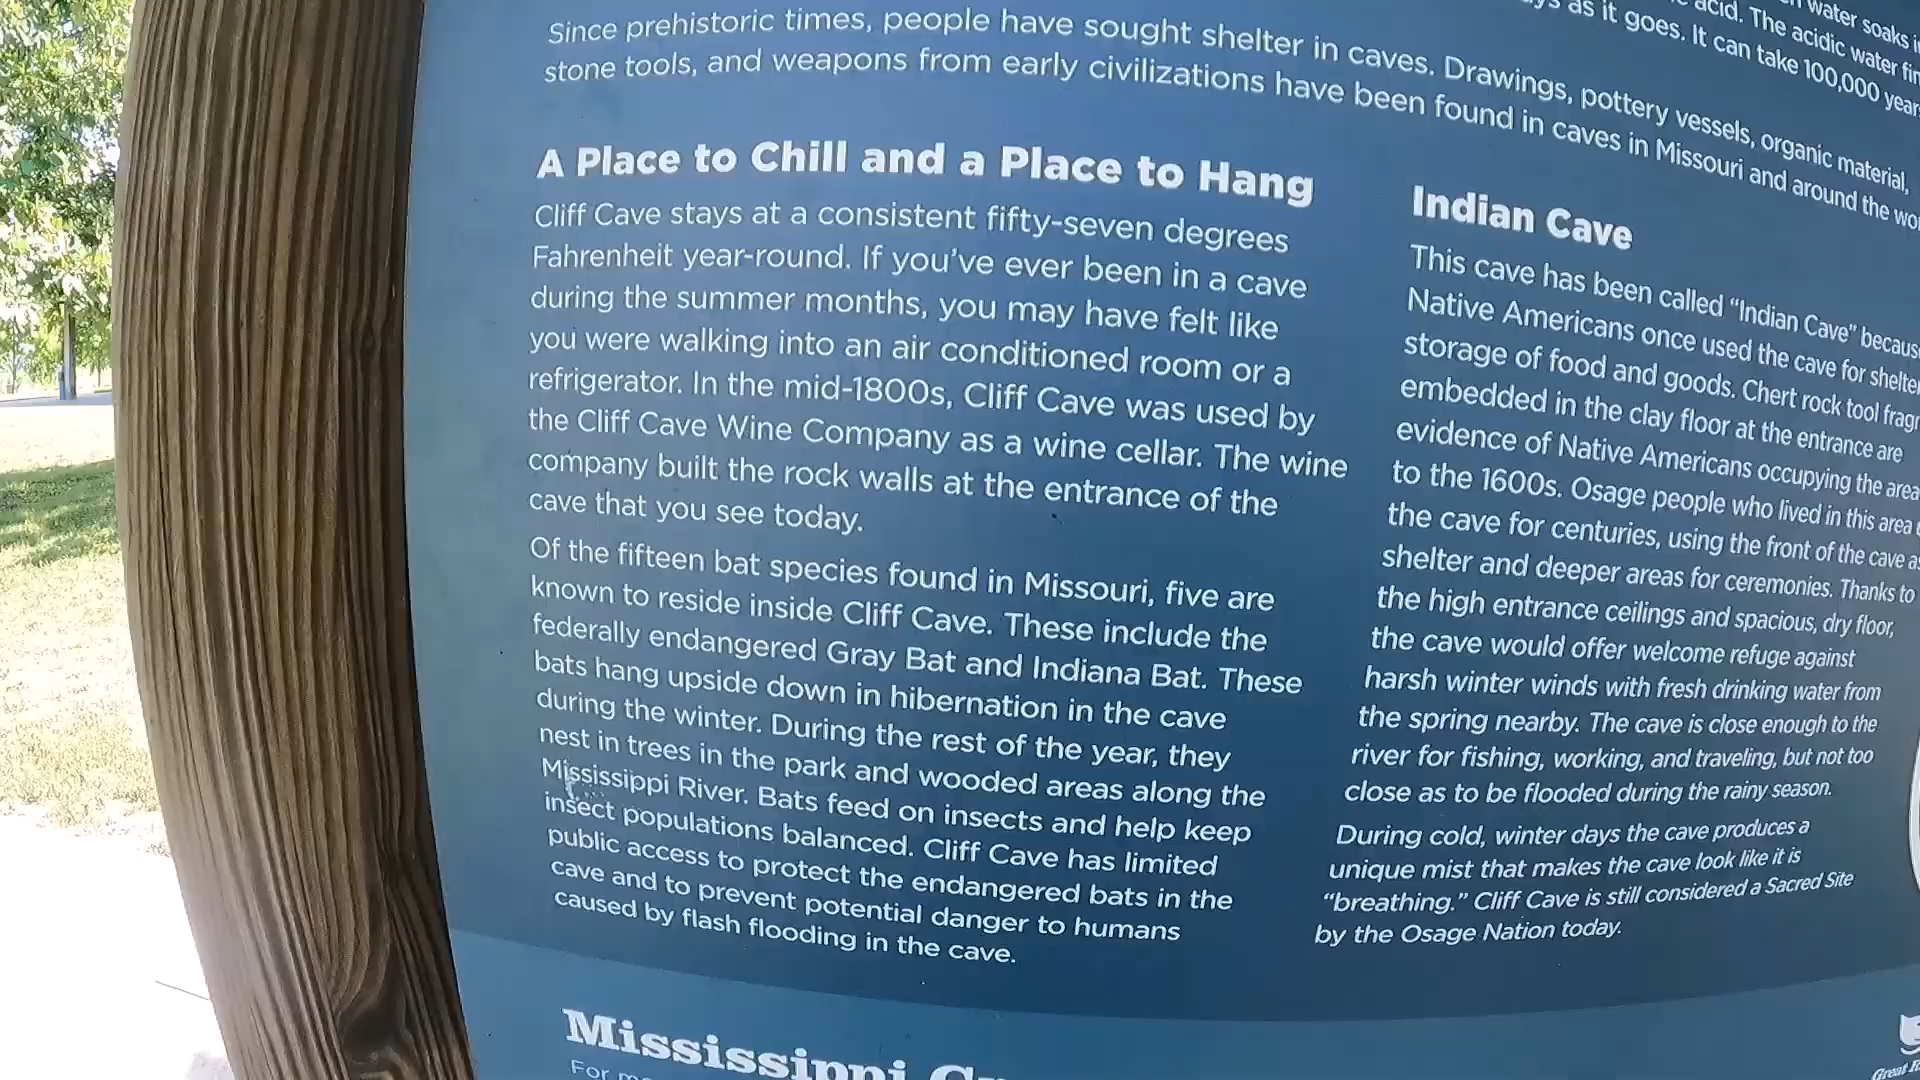 water soaks
acid. The acidic water
as it goes. It can take 100,000
Since prehistoric times, people have sought shelter in caves. Drawings, pottery vessels, organic material,
stone tools, and weapons from early civilizations have been found in caves in Missouri and around the
A Place to Chill and a Place to Hang
Cliff Cave stays at a consistent fifty-seven degrees
Fahrenheit year-round. If you've ever been in a cave
during the summer months, you may have felt like
you were walking into an air conditioned room or a
refrigerator. In the mid-1800s, Cliff Cave was used by
the Cliff Cave Wine Company as a wine cellar. The wine
company built the rock walls at the entrance of the
cave that you see today.
Of the fifteen bat species found in Missouri, five are
known to reside inside Cliff Cave. These include the
federally endangered Gray Bat and Indiana Bat. These
bats hang upside down in hibernation in the cave
during the winter. During the rest of the year, they
nest in trees in the park and wooded areas along the
Mississippi River. Bats feed on insects and help keep
insect populations balanced. Cliff Cave has limited
public access to protect the endangered bats in the
cave and to prevent potential danger to humans
caused by flash flooding in the cave.
Indian Cave
This cave has been called "Indian Cave"
Native Americans once used the cave for
storage of food and goods. Chert rock tool
embedded in the clay floor at the entrance are
evidence of Native Americans occupying the area
to the 1600s. Osage people who lived in this area
the cave for centuries, using the front of the cave
shelter and deeper areas for ceremonies. Thanks to
the high entrance ceilings and spacious, dry floor,
the cave would offer welcome refuge against
harsh winter winds with fresh drinking water from
the spring nearby. The cave is close enough to the
river for fishing, working, and traveling, but not too
close as to be flooded during the rainy season.
During cold, winter days the cave produces a
unique mist that makes the cave look like it is
"breathing." Cliff Cave is still considered a Sacred Site
by the Osage Nation today.
Mississippi
For
Great